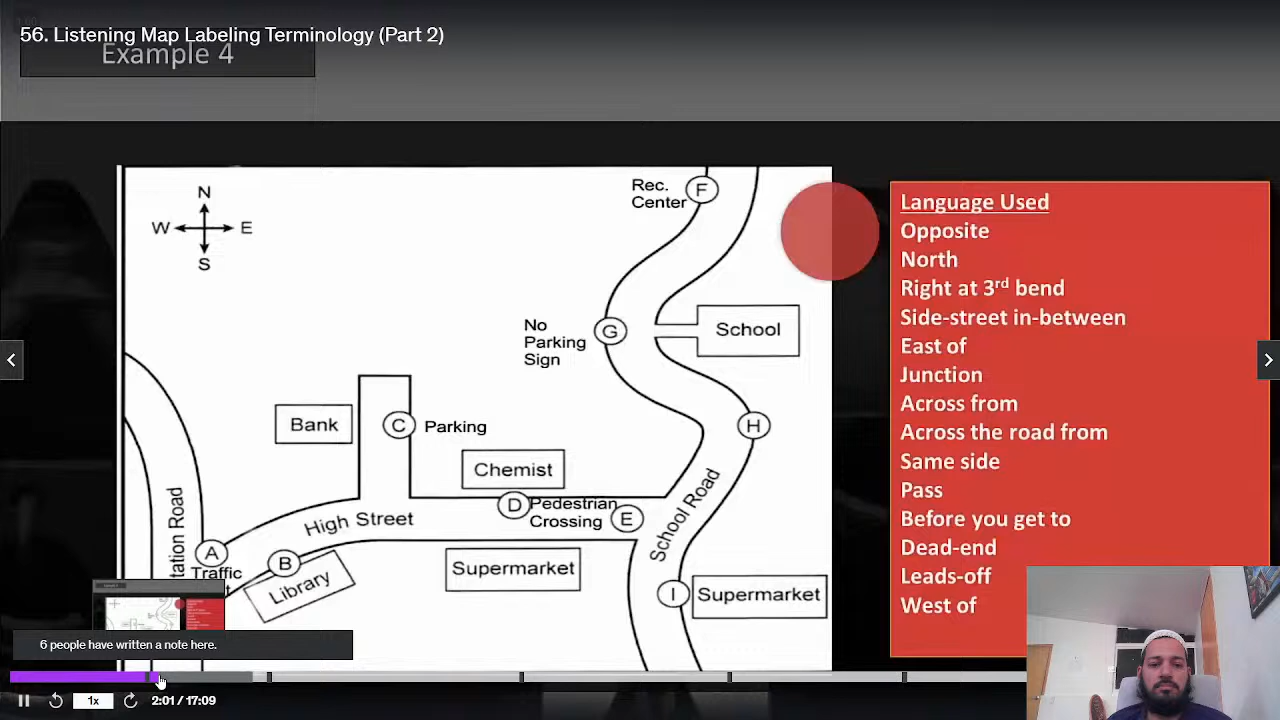 56. Listening Map Labeling Terminology (Part 2)
Example 4
N
W E
S
Rec.
Center
F
No
Parking
Sign
G
School
Bank
C
Parking
H
Chemist
D
Pedestrian
Crossing
E
High Street
School Road
A
Traffic
B
Library
Supermarket
I
Supermarket
Language Used
Opposite
North
Right at 3rd bend
Side-street in-between
East of
Junction
Across from
Across the road from
Same side
Pass
Before you get to
Dead-end
Leads-off
West of
6 people have written a note here.
1x
2:01 / 17:09